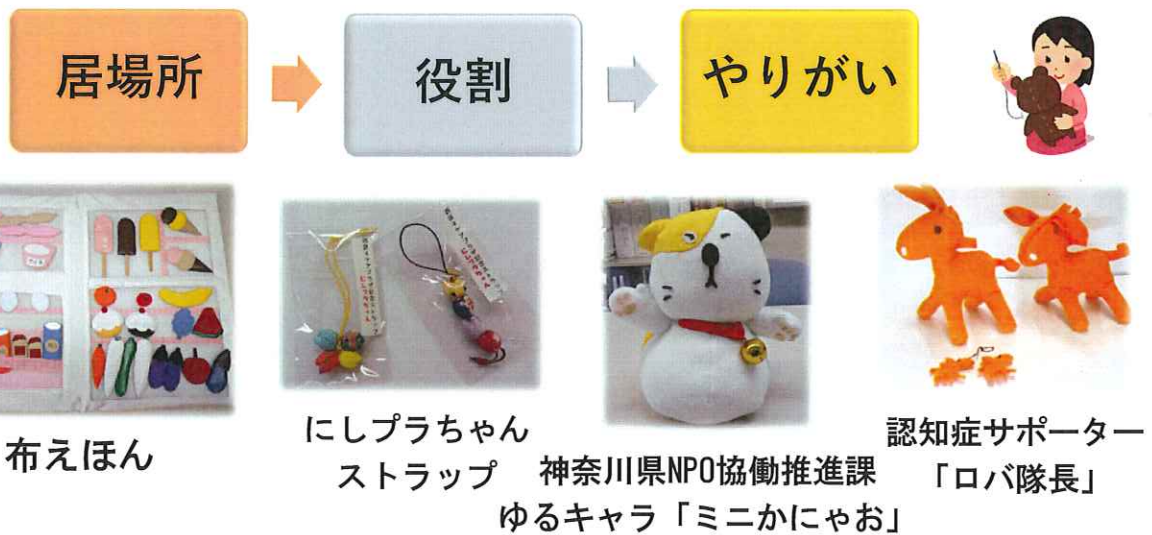 居場所
役割
やりがい
布えほん
にしプラちゃん
ストラップ
神奈川県NPO協働推進課
ゆるキャラ「ミニかにゃお」
認知症サポーター
「ロバ隊長」